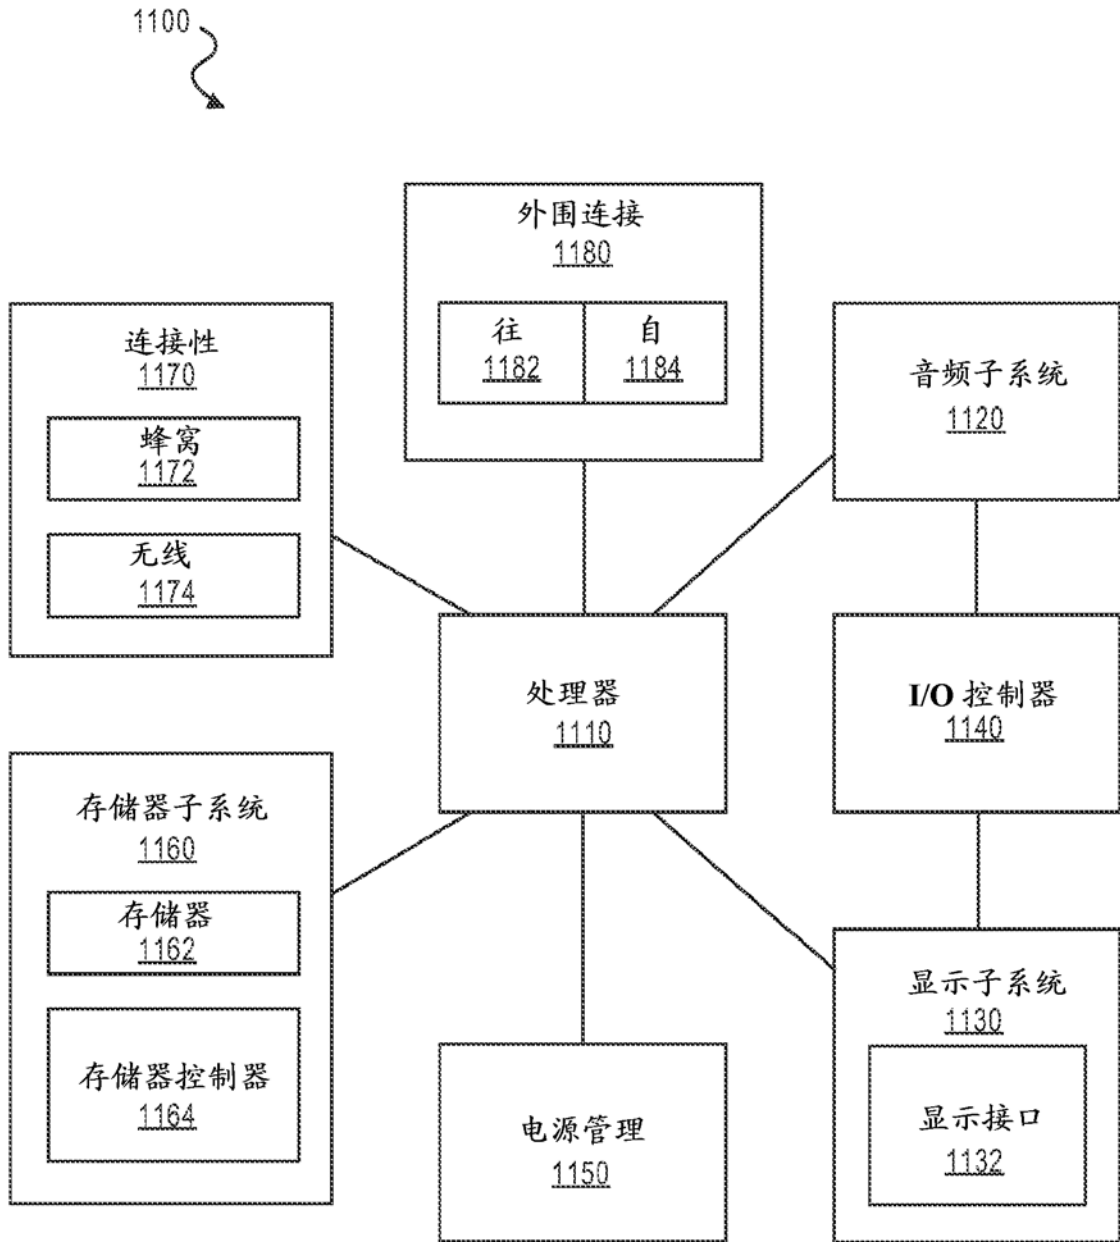 1100
外围连接
1180
往
1182
自
1184
连接性
1170
蜂窝
1172
无线
1174
音频子系统
1120
处理器
1110
I/O 控制器
1140
存储器子系统
1160
存储器
1162
存储器控制器
1164
电源管理
1150
显示子系统
1130
显示接口
1132